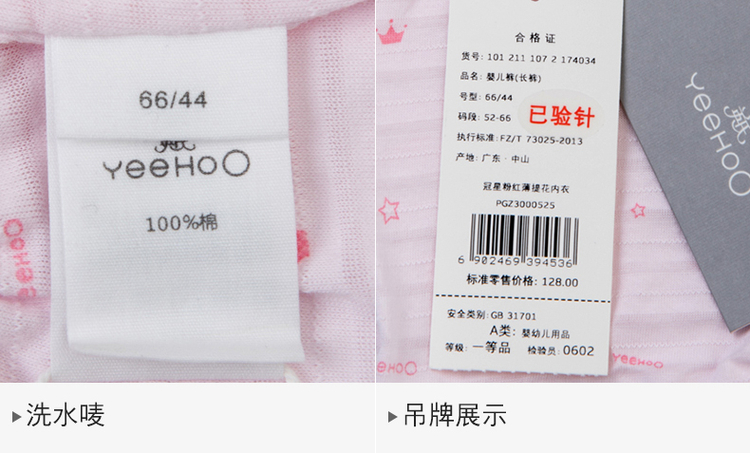 66/44
YeeHoO
100%棉
YeeHoO
洗水唛
合格证
货号: 101 211 107 2 174034
品名: 婴儿裤(长裤)
号型: 66/44
码段: 52-66
已验针
执行标准: FZ/T 73025-2013
产地: 广东·中山
冠星粉红薄提花内衣
PGZ3000525
6 902469 394536
标准零售价格: 128.00
安全类别: GB 31701
A类: 婴幼儿用品
等级: 一等品 检验员: 0602
YeeHoO
YeeHoO
吊牌展示